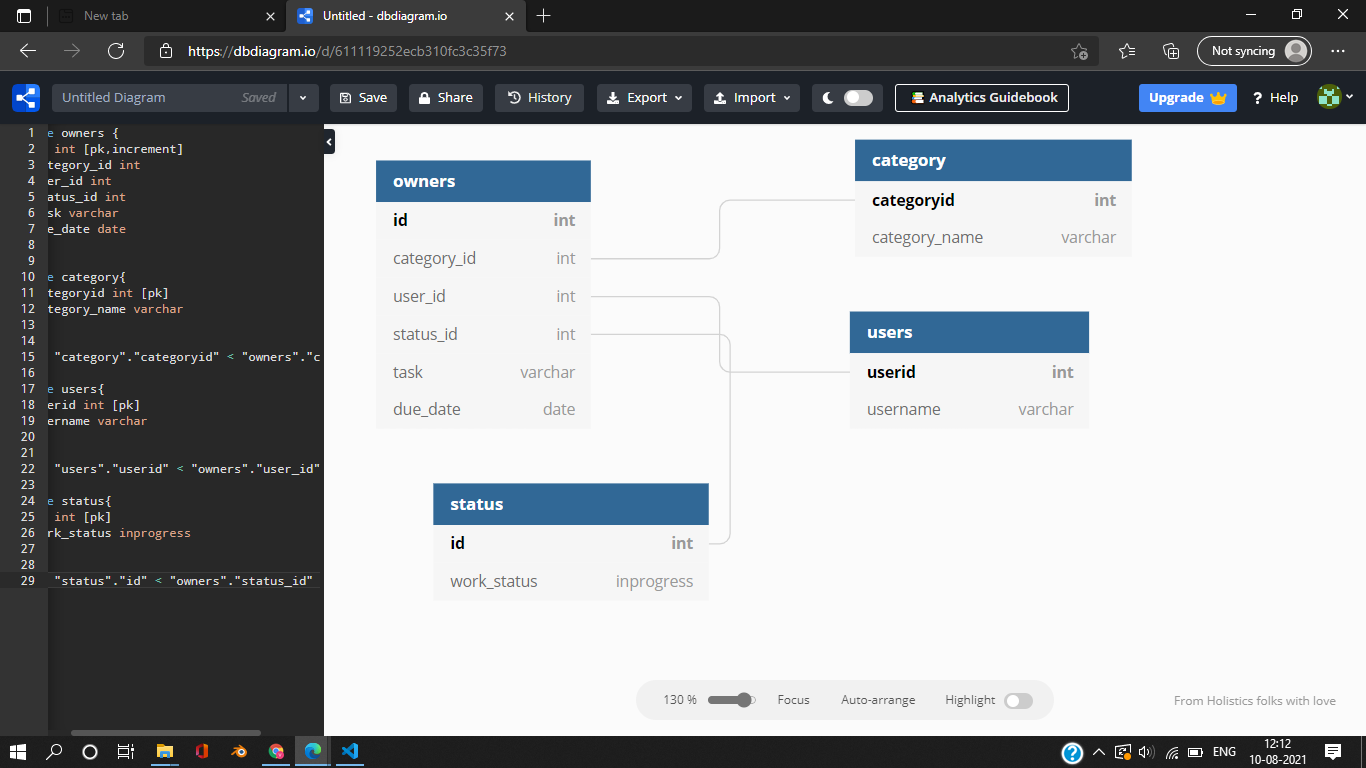 New tab
Untitled - dbdiagram.io
https://dbdiagram.io/d/611119252ecb310fc3c35f73
Not syncing
Untitled Diagram Saved
Save
Share
History
Export
Import
Analytics Guidebook
Upgrade
? Help
1 e owners {
2 int [pk,increment]
3 tegory_id int
4 er_id int
5 atus_id int
6 sk varchar
7 e_date date
8
9
10 e category{
11 tegoryid int [pk]
12 tegory_name varchar
13
14
15 "category"."categoryid" < "owners"."c
16
17 e users{
18 erid int [pk]
19 ername varchar
20
21
22 "users"."userid" < "owners"."user_id"
23
24 e status{
25 int [pk]
26 rk_status inprogress
27
28
29 "status"."id" < "owners"."status_id"
owners
id int
category_id int
user_id int
status_id int
task varchar
due_date date
category
categoryid int
category_name varchar
users
userid int
username varchar
status
id int
work_status inprogress
130 %
Focus
Auto-arrange
Highlight
From Holistics folks with love
ENG
12:12
10-08-2021